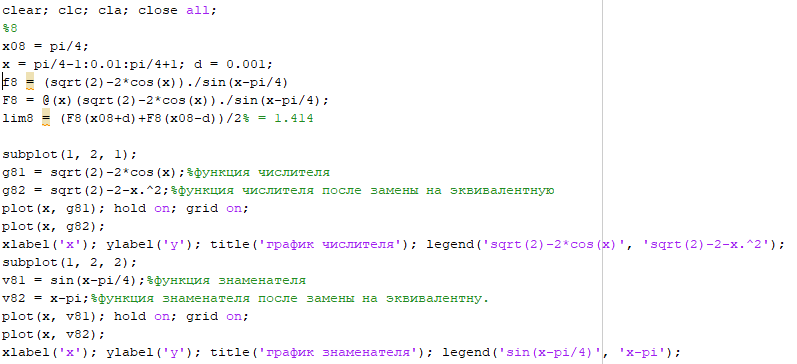 clear; clc; cla; close all;
%8
x08 = pi/4;
x = pi/4-1:0.01:pi/4+1; d = 0.001;
f8 = (sqrt(2)-2*cos(x))./sin(x-pi/4)
F8 = @(x)(sqrt(2)-2*cos(x))./sin(x-pi/4);
lim8 = (F8(x08+d)+F8(x08-d))/2% = 1.414
subplot(1, 2, 1);
g81 = sqrt(2)-2*cos(x);%функция числителя
g82 = sqrt(2)-2-x.^2;%функция числителя после замены на эквивалентную
plot(x, g81); hold on; grid on;
plot(x, g82);
xlabel('x'); ylabel('y'); title('график числителя'); legend('sqrt(2)-2*cos(x)', 'sqrt(2)-2-x.^2');
subplot(1, 2, 2);
v81 = sin(x-pi/4);%функция знаменателя
v82 = x-pi;%функция знаменателя после замены на эквивалентну.
plot(x, v81); hold on; grid on;
plot(x, v82);
xlabel('x'); ylabel('y'); title('график знаменателя'); legend('sin(x-pi/4)', 'x-pi');